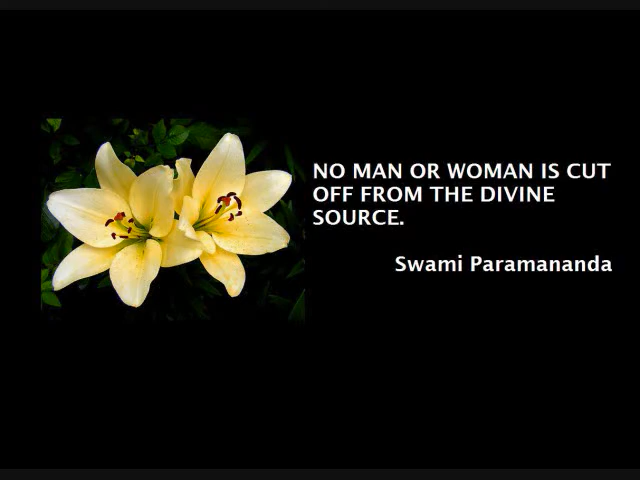 NO MAN OR WOMAN IS CUT
OFF FROM THE DIVINE
SOURCE.
Swami Paramananda